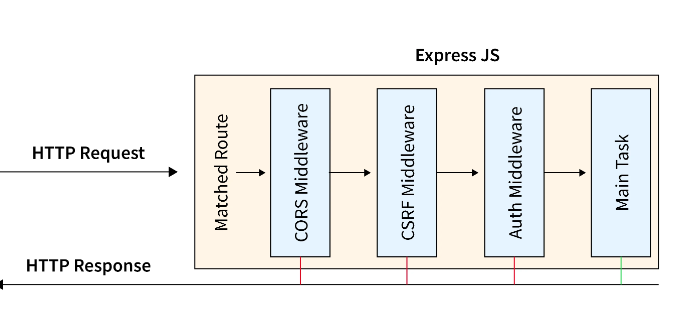 Express JS
HTTP Request
Matched Route
CORS Middleware
CSRF Middleware
Auth Middleware
Main Task
HTTP Response